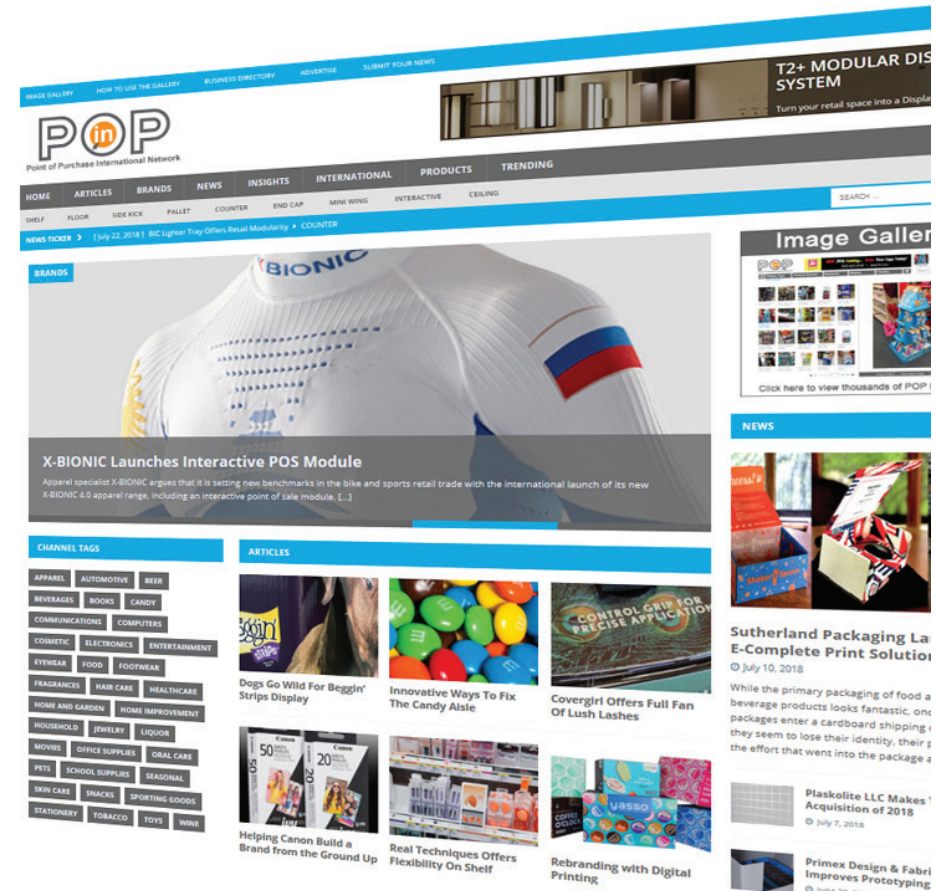 IMAGE GALLERY HOW TO USE THE GALLERY BUSINESS DIRECTORY ADVERTISE SUBMIT YOUR NEWS
T2+ MODULAR DIS
SYSTEM
Turn your retail space into a Display
POP
in
Point of Purchase International Network
HOME ARTICLES BRANDS NEWS INSIGHTS INTERNATIONAL PRODUCTS TRENDING
SHELF FLOOR SIDE KICK PALLET COUNTER END CAP MINI WING INTERACTIVE CEILING
SEARCH ...
NEWS TICKER [ July 22, 2018 ] BIC Lighter Tray Offers Retail Modularity COUNTER
BRANDS
XBIONIC
X-BIONIC Launches Interactive POS Module
Apparel specialist X-BIONIC argues that it is setting new benchmarks in the bike and sports retail trade with the international launch of its new
X-BIONIC 4.0 apparel range, including an interactive point of sale module. [...]
Image Galler
POP
Click here to view thousands of POP
NEWS
Sutherland Packaging La
E-Complete Print Solution
July 10, 2018
While the primary packaging of food a
beverage products looks fantastic, onc
packages enter a cardboard shipping
they seem to lose their identity, their p
the effort that went into the package a
Plaskolite LLC Makes
Acquisition of 2018
July 7, 2018
Primex Design & Fabri
Improves Prototyping
CHANNEL TAGS
APPAREL AUTOMOTIVE BEER
BEVERAGES BOOKS CANDY
COMMUNICATIONS COMPUTERS
COSMETIC ELECTRONICS ENTERTAINMENT
EYEWEAR FOOD FOOTWEAR
FRAGRANCES HAIR CARE HEALTHCARE
HOME AND GARDEN HOME IMPROVEMENT
HOUSEHOLD JEWELRY LIQUOR
MOVIES OFFICE SUPPLIES ORAL CARE
PETS SCHOOL SUPPLIES SEASONAL
SKIN CARE SNACKS SPORTING GOODS
STATIONERY TOBACCO TOYS WINE
ARTICLES
Beggin'
STRIPS
Dogs Go Wild For Beggin'
Strips Display
Innovative Ways To Fix
The Candy Aisle
CONTROL GRIP FOR
PRECISE APPLICATION
Covergirl Offers Full Fan
Of Lush Lashes
Canon
50
20
Helping Canon Build a
Brand from the Ground Up
Real Techniques Offers
Flexibility On Shelf
COFFEE
O'CLOCK
yasso
Rebranding with Digital
Printing